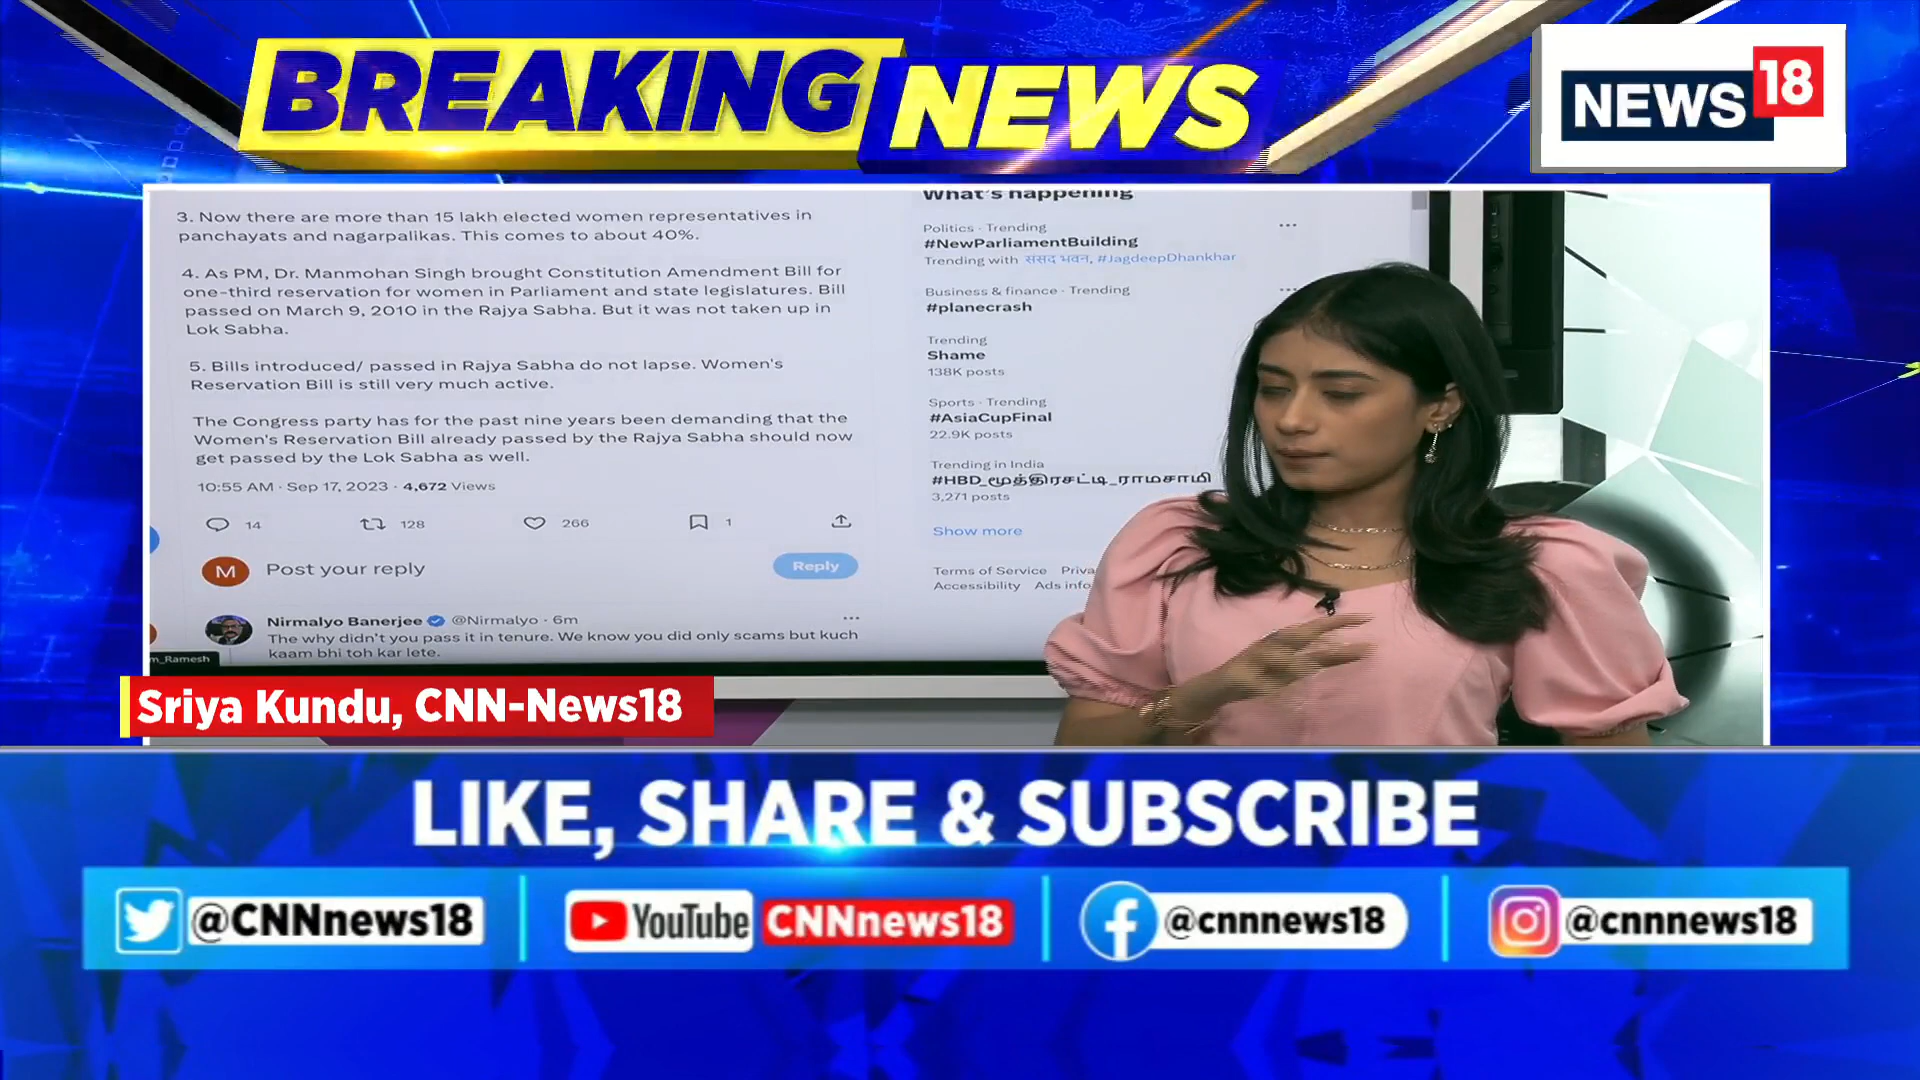 BREAKING NEWS
NEWS 18
3. Now there are more than 15 lakh elected women representatives in
panchayats and nagarpalikas. This comes to about 40%.
4. As PM, Dr. Manmohan Singh brought Constitution Amendment Bill for
one-third reservation for women in Parliament and state legislatures. Bill
passed on March 9, 2010 in the Rajya Sabha. But it was not taken up in
Lok Sabha.
5. Bills introduced/ passed in Rajya Sabha do not lapse. Women's
Reservation Bill is still very much active.
The Congress party has for the past nine years been demanding that the
Women's Reservation Bill already passed by the Rajya Sabha should now
get passed by the Lok Sabha as well.
10:55 AM · Sep 17, 2023 · 4,672 Views
14 128 266 1
M Post your reply Reply
Nirmalyo Banerjee @Nirmalyo · 6m
The why didn't you pass it in tenure. We know you did only scams but kuch
kaam bhi toh kar lete.
m_Ramesh
What's happening
Politics · Trending
#NewParliamentBuilding
Trending with संसद भवन, #JagdeepDhankhar
Business & finance · Trending
#planecrash
Trending
Shame
138K posts
Sports · Trending
#AsiaCupFinal
22.9K posts
Trending in India
#HBD_மூத்திரசட்டி_ராமசாமி
3,271 posts
Show more
Terms of Service
Accessibility Ads info
Sriya Kundu, CNN-News18
LIKE, SHARE & SUBSCRIBE
@CNNnews18
YouTube CNNnews18
@cnnnews18
@cnnnews18